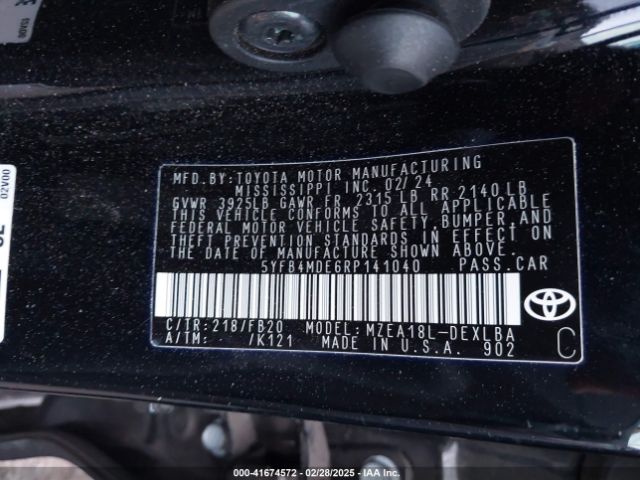 02V00
MFD.BY: TOYOTA MOTOR MANUFACTURING
MISSISSIPPI INC. 02/24
GVWR 3925LB GAWR FR 2315 LB RR 2140 LB
THIS VEHICLE CONFORMS TO ALL APPLICABLE
FEDERAL MOTOR VEHICLE SAFETY, BUMPER, AND
THEFT PREVENTION STANDARDS IN EFFECT ON
THE DATE OF MANUFACTURE SHOWN ABOVE.
5YFB4MDE6RP141040 PASS.CAR
C/TR:218/FB20 MODEL: MZEA18L-DEXLBA
A/TM: /K121 MADE IN U.S.A. 902
C
000-41674572 - 02/28/2025 - IAAI for IAA, Inc.